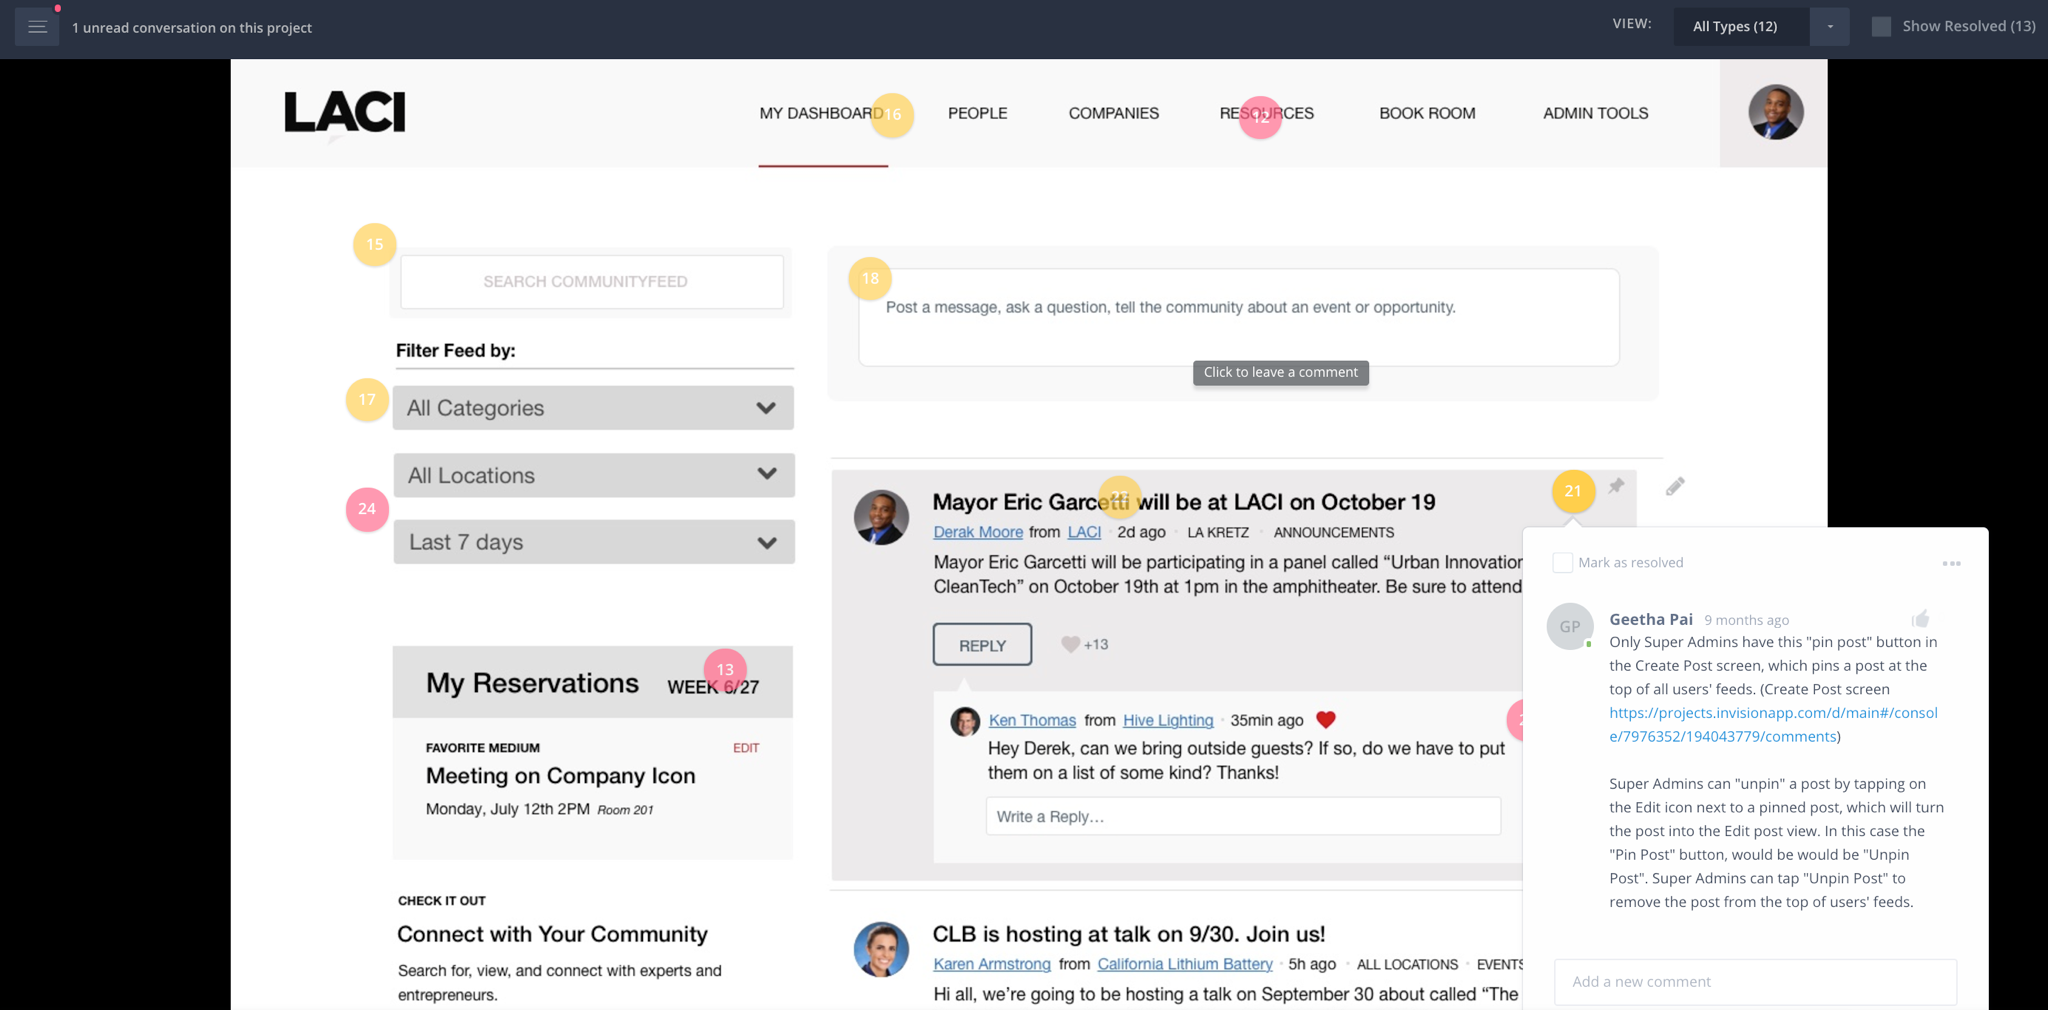 1 unread conversation on this project
VIEW:
All Types (12)
Show Resolved (13)
LACI
MY DASHBOARD
16
PEOPLE
COMPANIES
RESOURCES
12
BOOK ROOM
ADMIN TOOLS
15
SEARCH COMMUNITYFEED
Filter Feed by:
17
All Categories
All Locations
24
Last 7 days
13
My Reservations
WEEK 6/27
FAVORITE MEDIUM
EDIT
Meeting on Company Icon
Monday, July 12th 2PM Room 201
CHECK IT OUT
Connect with Your Community
Search for, view, and connect with experts and
entrepreneurs.
18
Post a message, ask a question, tell the community about an event or opportunity.
Click to leave a comment
21
Mayor Eric Garcetti will be at LACI on October 19
Derak Moore from LACI · 2d ago · LA KRETZ · ANNOUNCEMENTS
Mayor Eric Garcetti will be participating in a panel called “Urban Innovation
CleanTech” on October 19th at 1pm in the amphitheater. Be sure to attend
REPLY
+13
Ken Thomas from Hive Lighting · 35min ago
Hey Derek, can we bring outside guests? If so, do we have to put
them on a list of some kind? Thanks!
Write a Reply...
CLB is hosting at talk on 9/30. Join us!
Karen Armstrong from California Lithium Battery · 5h ago · ALL LOCATIONS · EVENTS
Hi all, we’re going to be hosting a talk on September 30 about called “The
Mark as resolved
GP
Geetha Pai 9 months ago
Only Super Admins have this "pin post" button in
the Create Post screen, which pins a post at the
top of all users' feeds. (Create Post screen
https://projects.invisionapp.com/d/main#/consol
e/7976352/194043779/comments)
Super Admins can "unpin" a post by tapping on
the Edit icon next to a pinned post, which will turn
the post into the Edit post view. In this case the
"Pin Post" button, would be would be "Unpin
Post". Super Admins can tap "Unpin Post" to
remove the post from the top of users' feeds.
Add a new comment